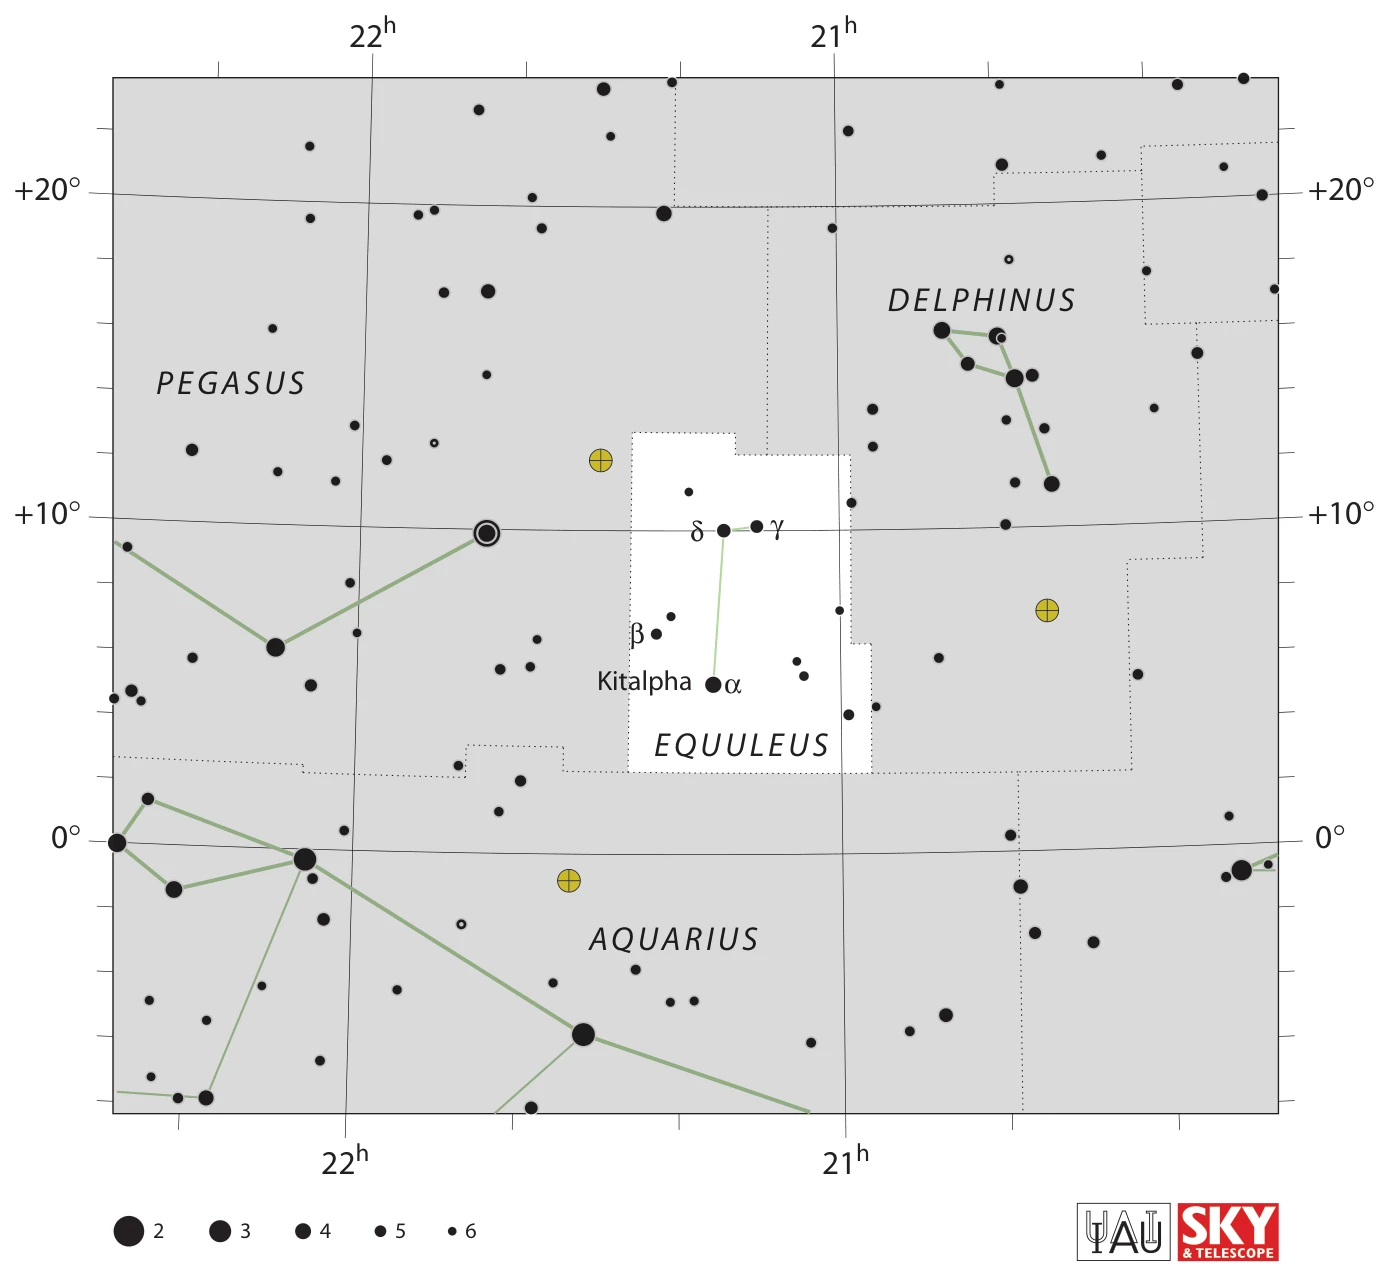 22h 21h
+20° +20°
DELPHINUS
PEGASUS
+10° +10°
δ γ
β
Kitalpha α
EQUULEUS
0° 0°
AQUARIUS
22h 21h
2 3 4 5 6
IAU SKY
& TELESCOPE